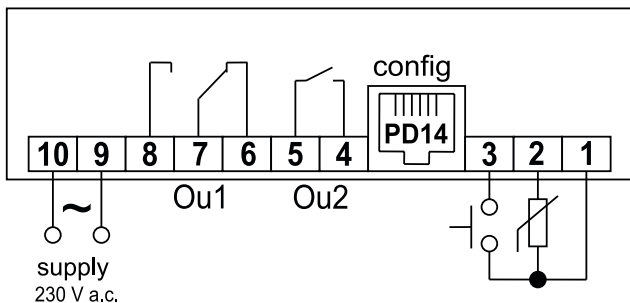 config
PD14
10 9 8 7 6 5 4 3 2 1
Ou1 Ou2
~
supply
230 V a.c.